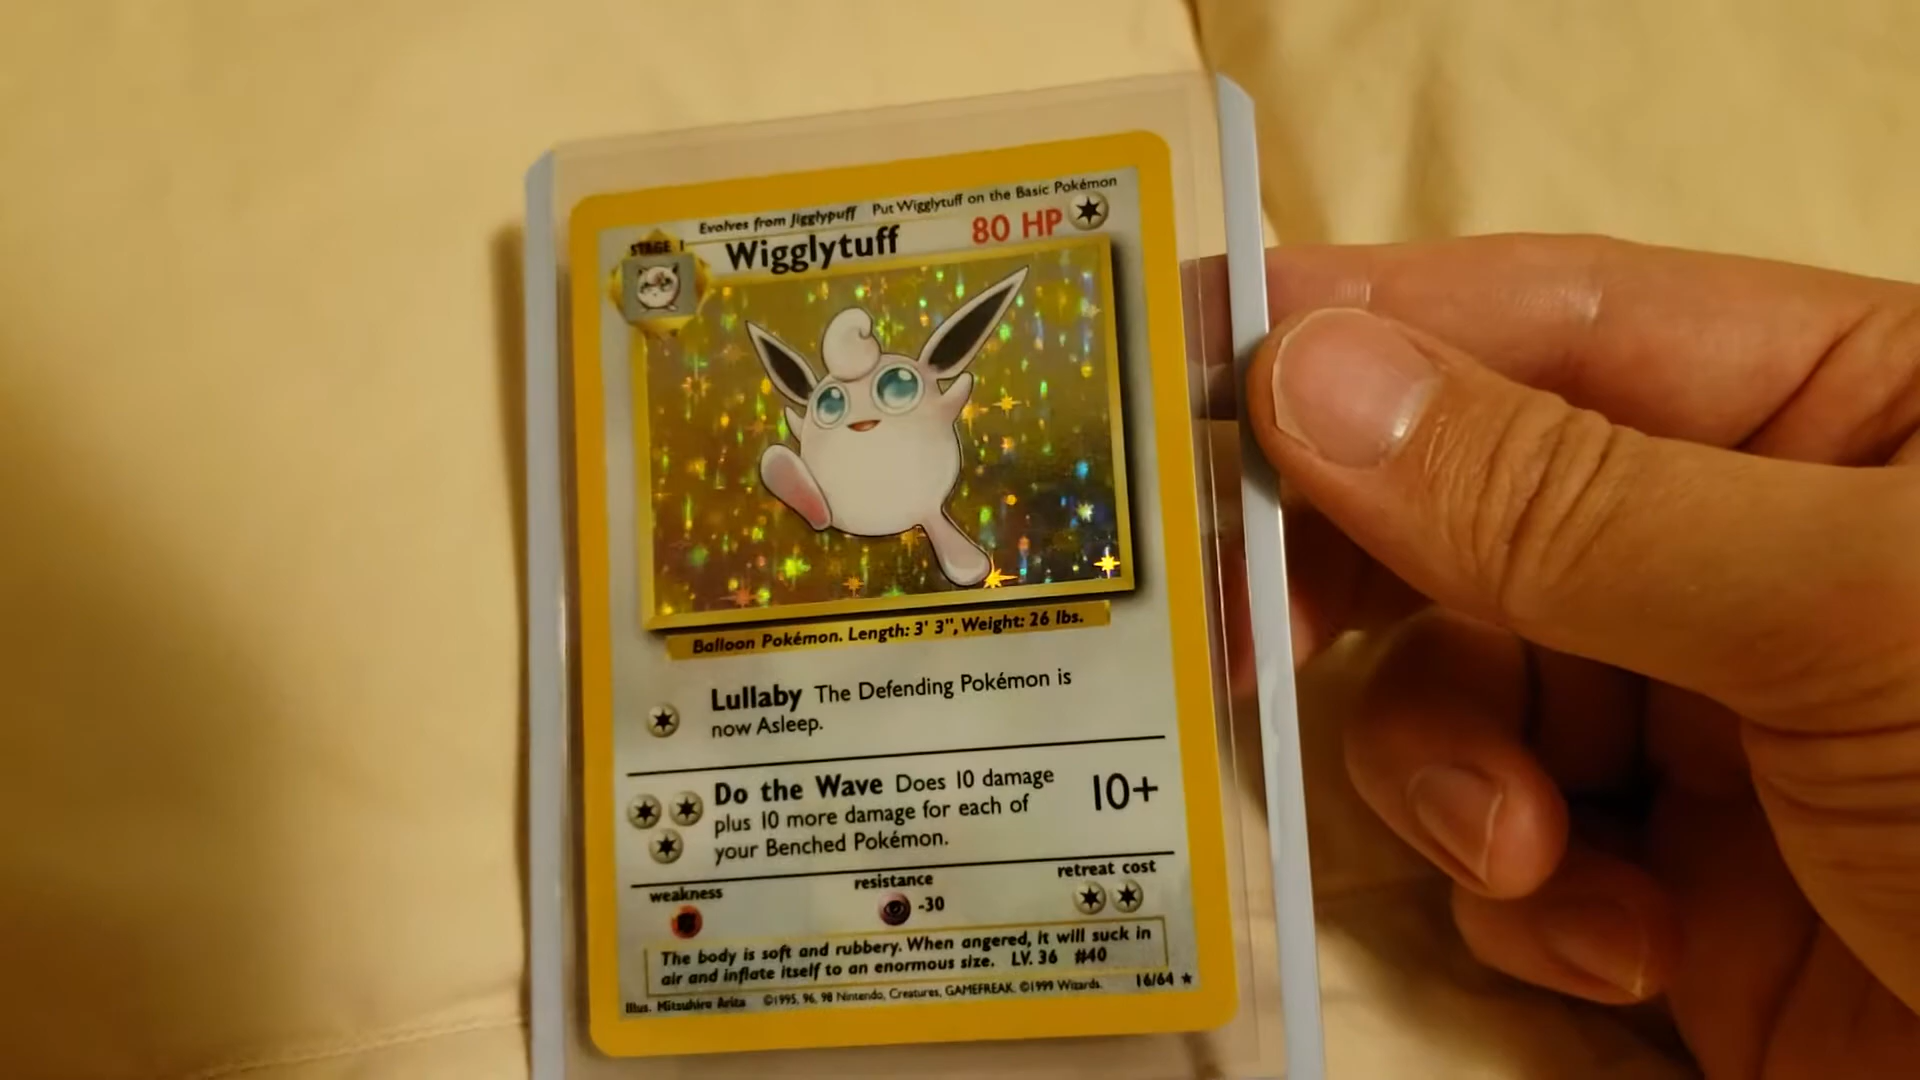 Evolves from Jigglypuff Put Wigglytuff on the Basic Pokémon
STAGE 1
Wigglytuff 80 HP
Balloon Pokémon. Length: 3' 3", Weight: 26 lbs.
Lullaby The Defending Pokémon is
now Asleep.
Do the Wave Does 10 damage
plus 10 more damage for each of
your Benched Pokémon.
10+
weakness resistance retreat cost
-30
The body is soft and rubbery. When angered, it will suck in
air and inflate itself to an enormous size. LV. 36 #40
Illus. Mitsuhiro Arita ©1995, 96, 98 Nintendo, Creatures, GAMEFREAK. ©1999 Wizards. 16/64 ★